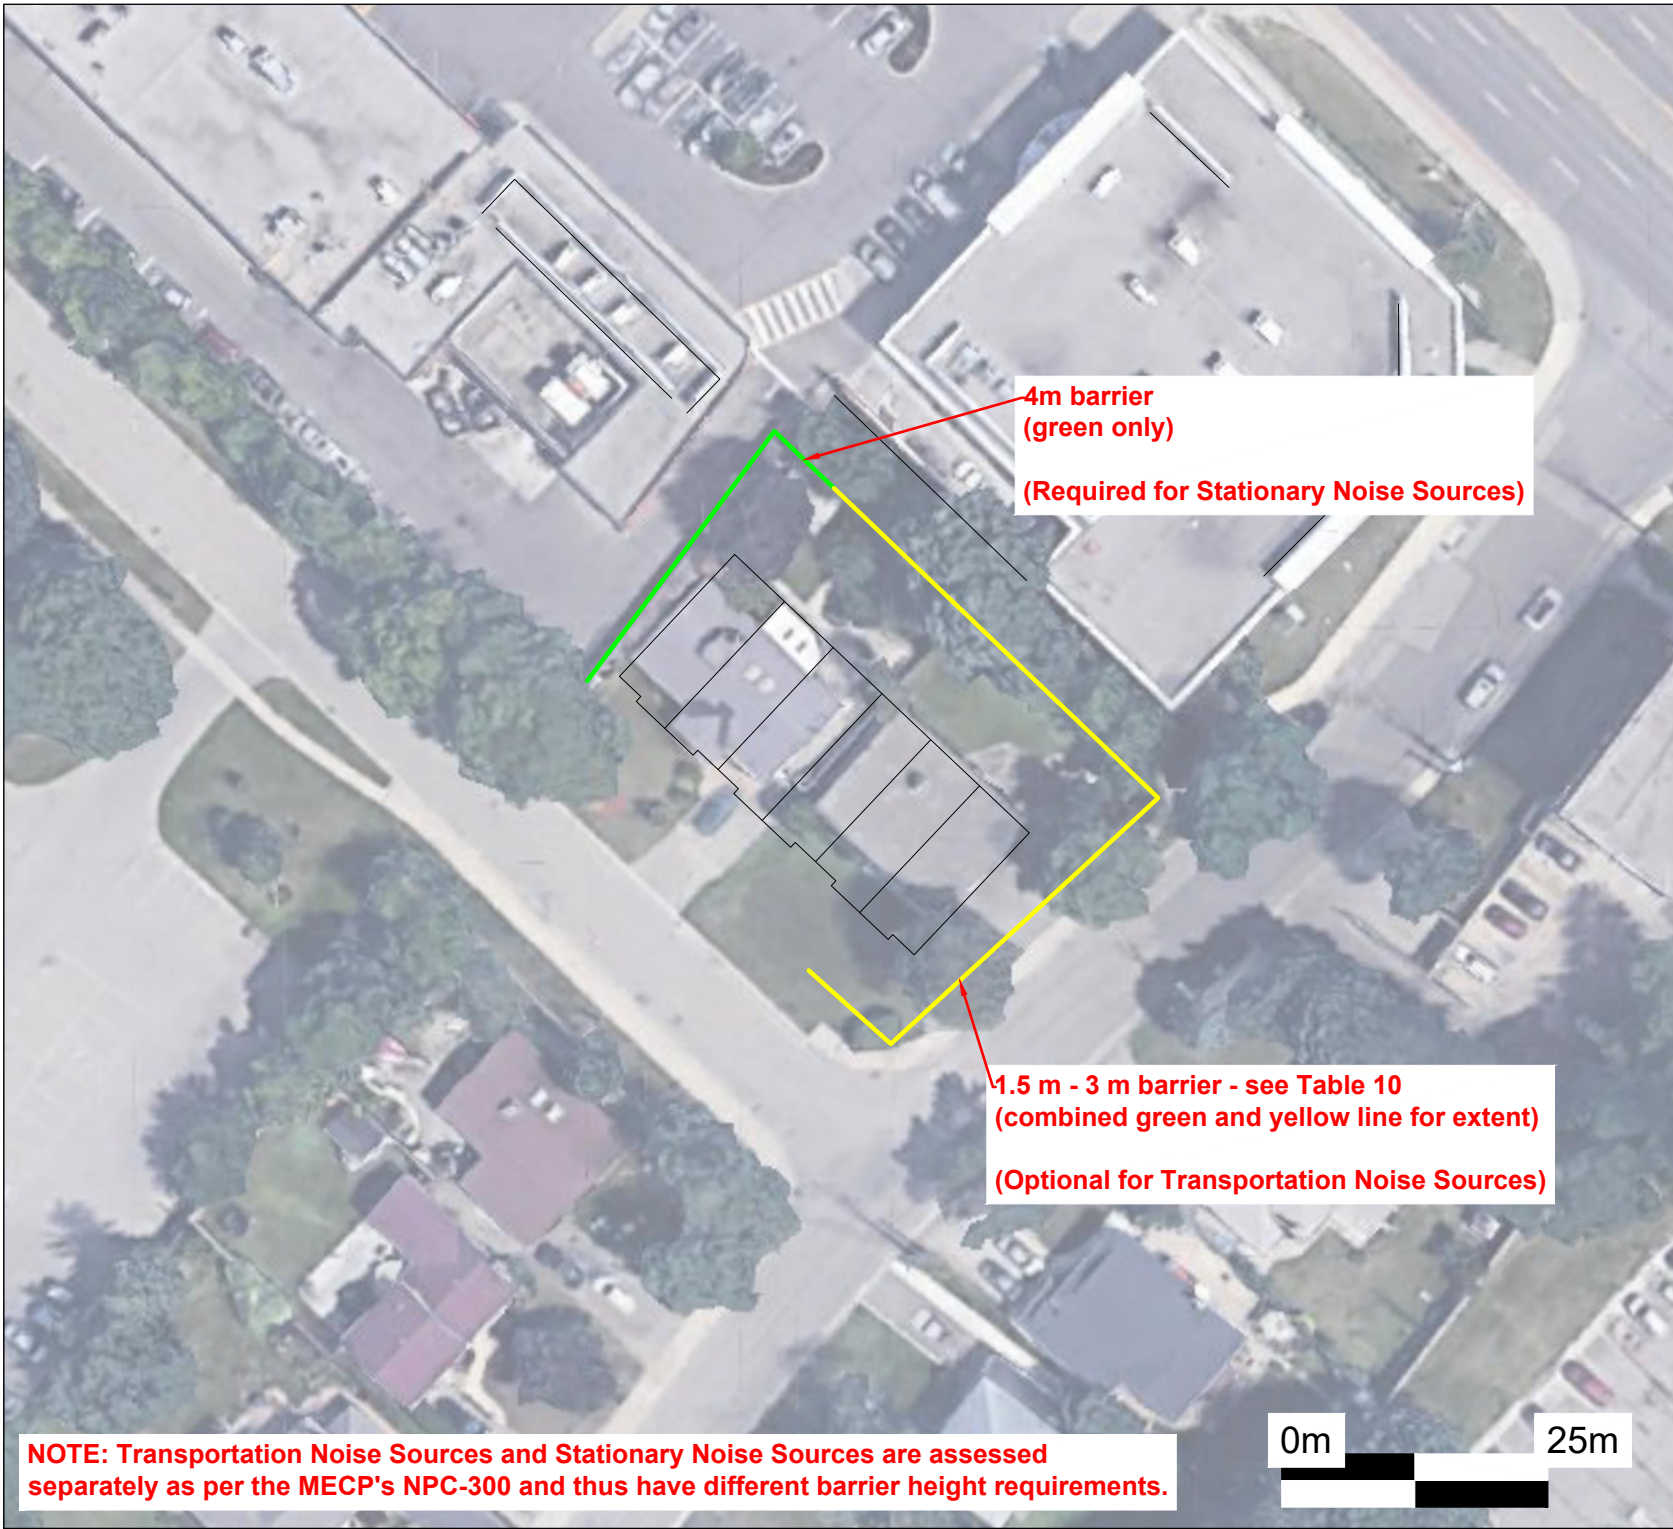 4m barrier
(green only)
(Required for Stationary Noise Sources)
1.5 m - 3 m barrier - see Table 10
(combined green and yellow line for extent)
(Optional for Transportation Noise Sources)
NOTE: Transportation Noise Sources and Stationary Noise Sources are assessed
separately as per the MECP's NPC-300 and thus have different barrier height requirements.
0m 25m